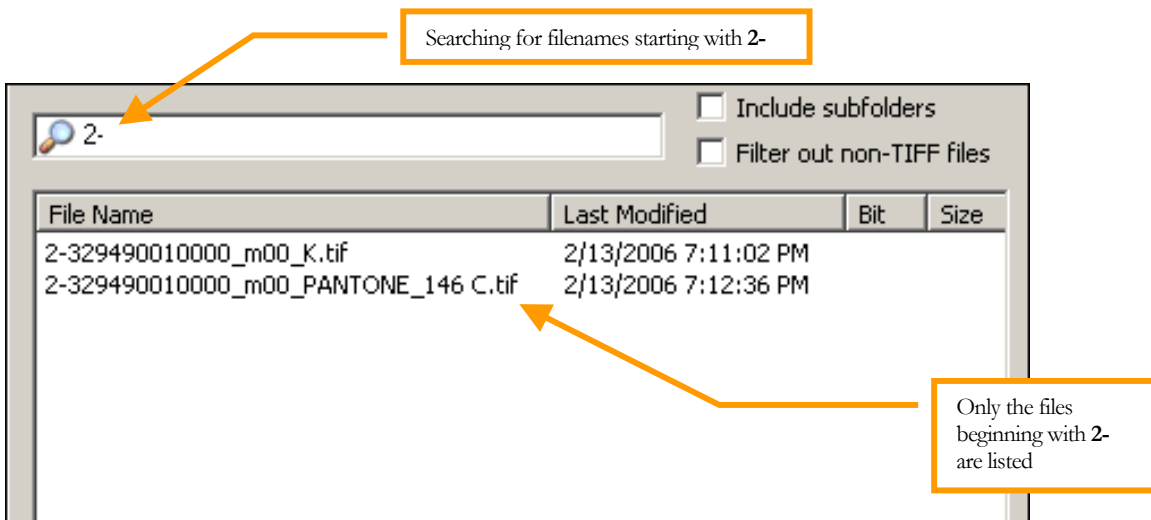 Searching for filenames starting with 2-
2-
Include subfolders
Filter out non-TIFF files
File Name Last Modified Bit Size
2-329490010000_m00_K.tif 2/13/2006 7:11:02 PM
2-329490010000_m00_PANTONE_146 C.tif 2/13/2006 7:12:36 PM
Only the files
beginning with 2-
are listed